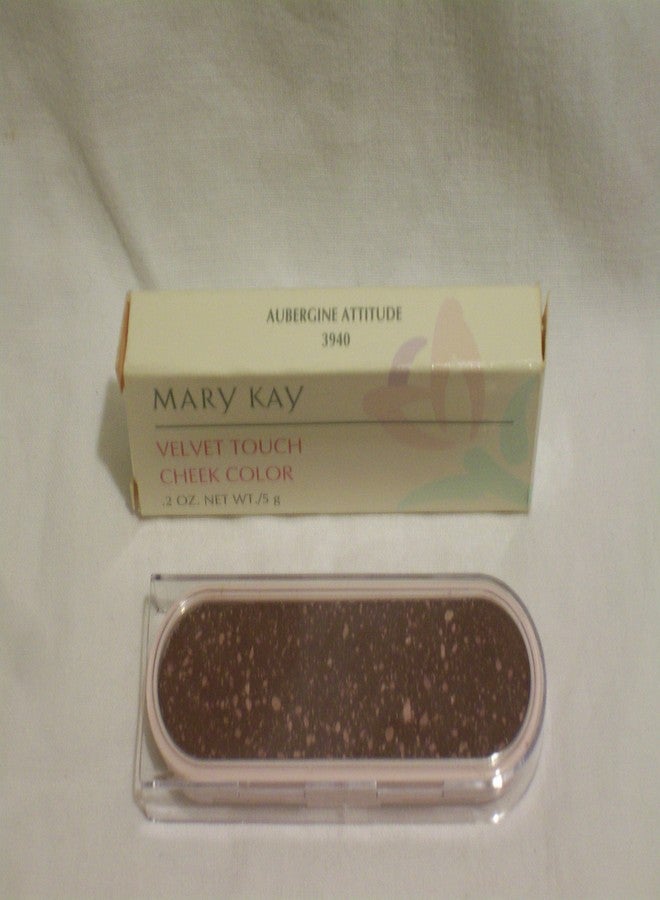 AUBERGINE ATTITUDE
3940
MARY KAY
VELVET TOUCH
CHEEK COLOR
.2 OZ. NET WT./5 g